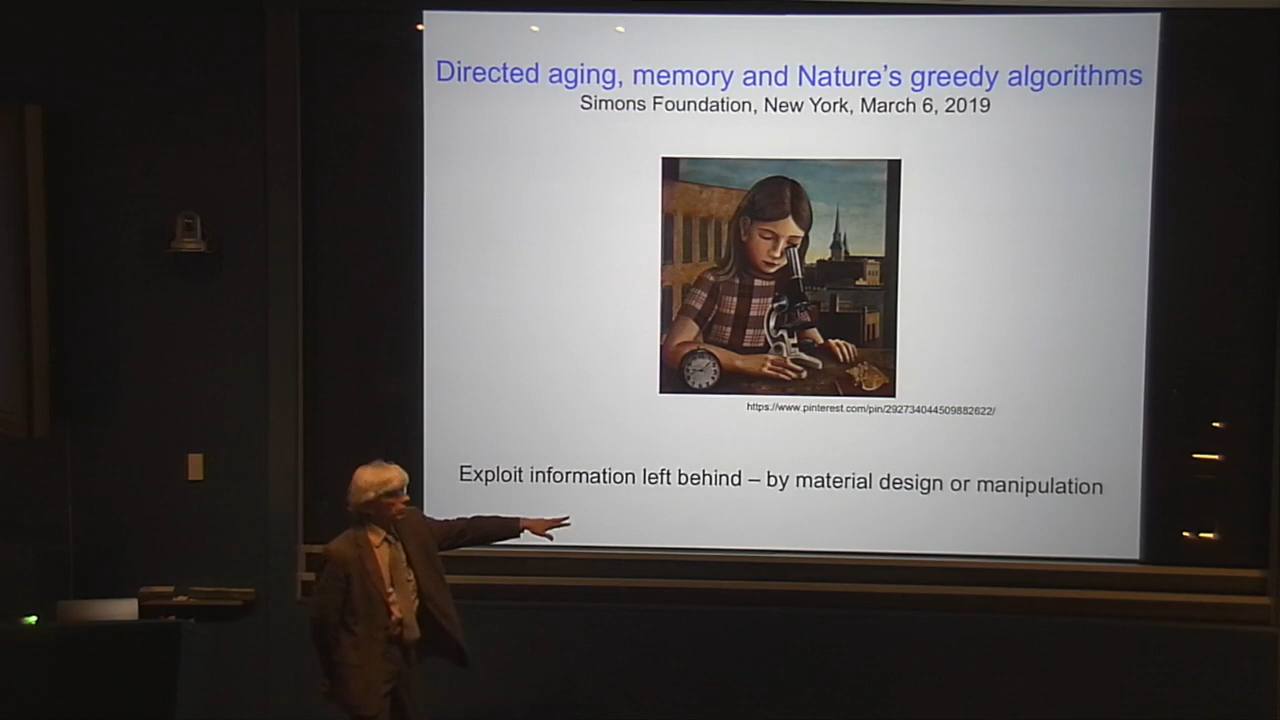 Directed aging, memory and Nature's greedy algorithms
Simons Foundation, New York, March 6, 2019
https://www.pinterest.com/pin/292734044509882622/
Exploit information left behind – by material design or manipulation